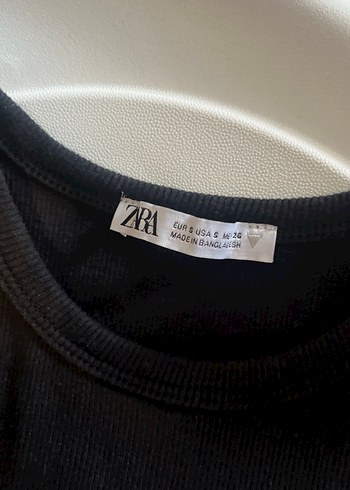 ZARA
EUR S USA S MEX 26
MADE IN BANGLADESH